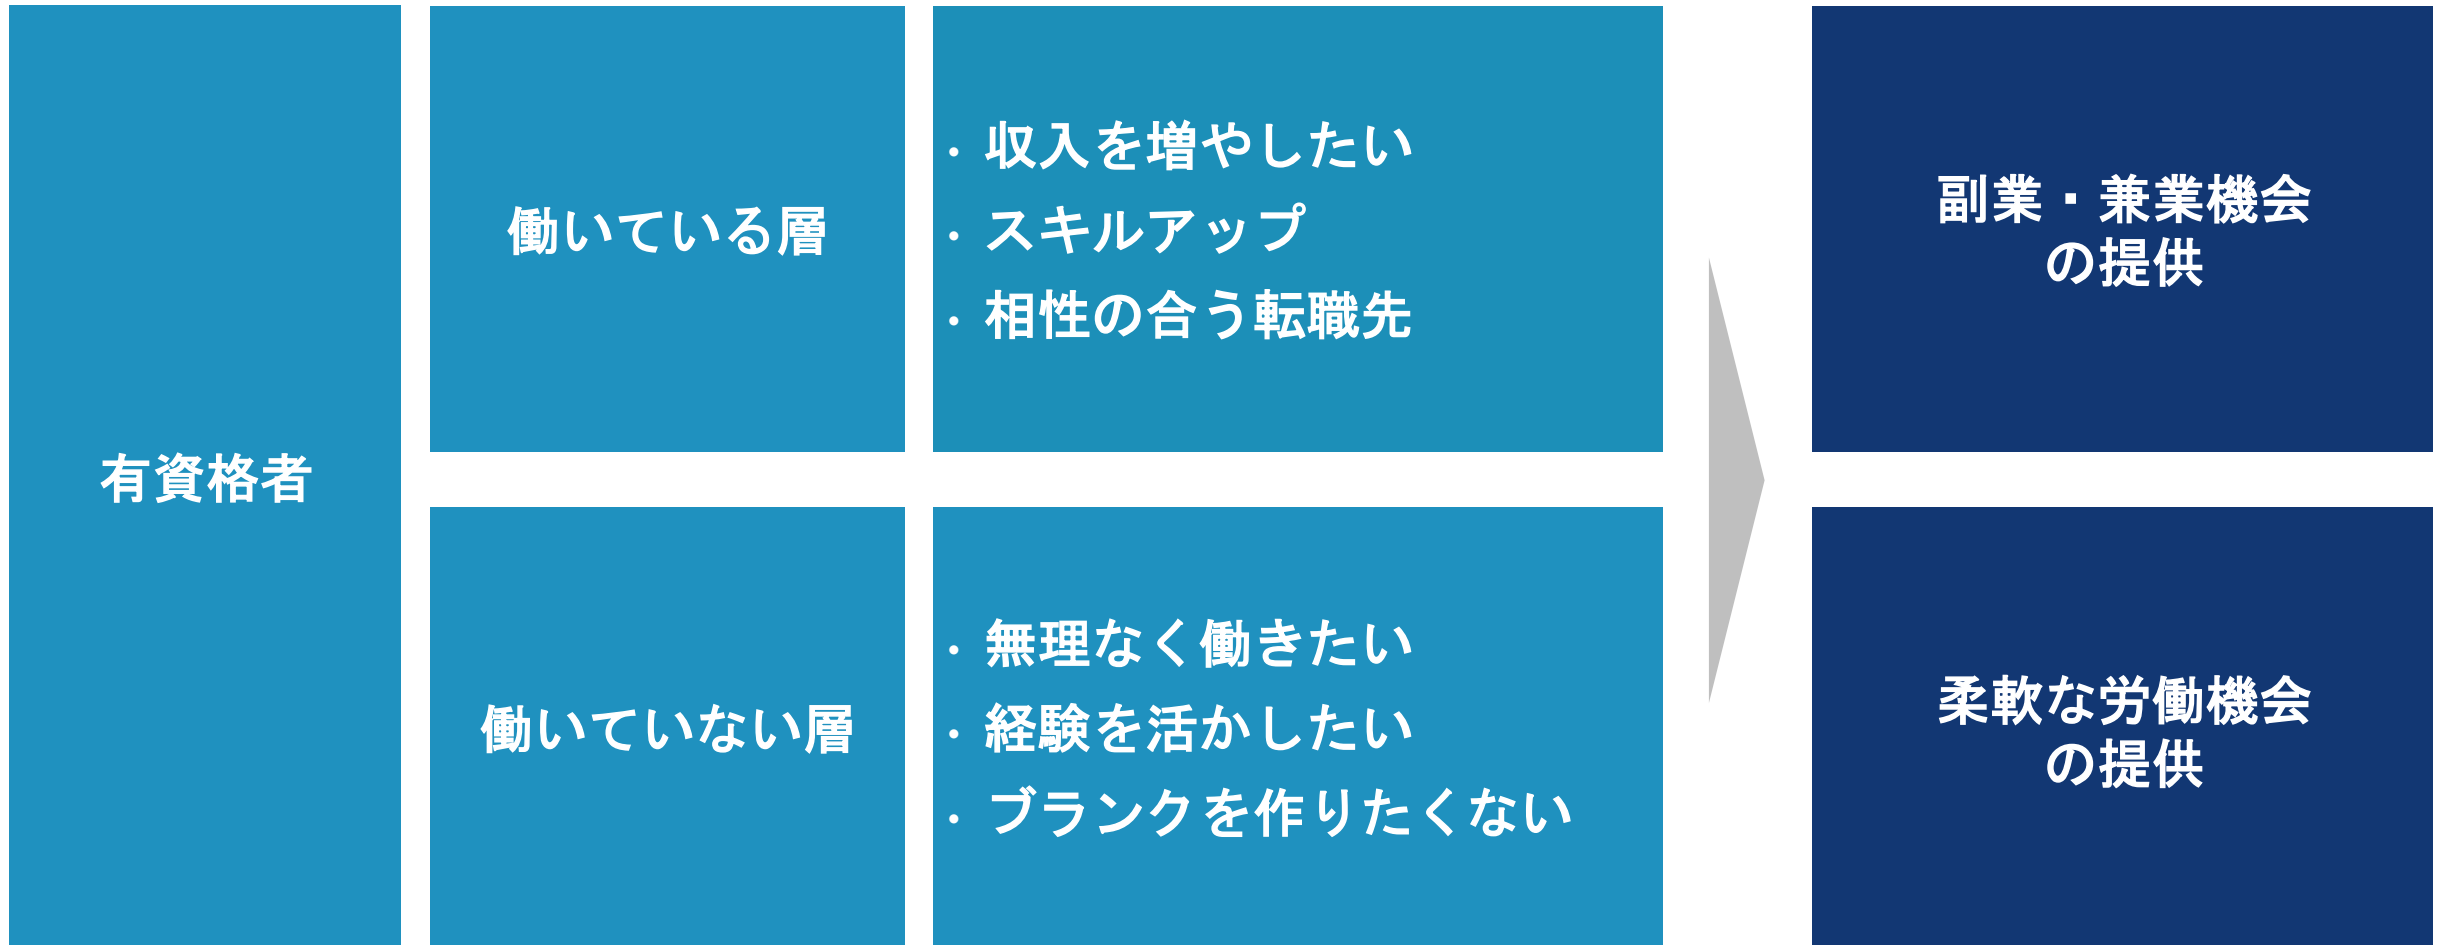 有資格者
働いている層
・収入を増やしたい
・スキルアップ
・相性の合う転職先
副業・兼業機会
の提供
働いていない層
・無理なく働きたい
・経験を活かしたい
・ブランクを作りたくない
柔軟な労働機会
の提供